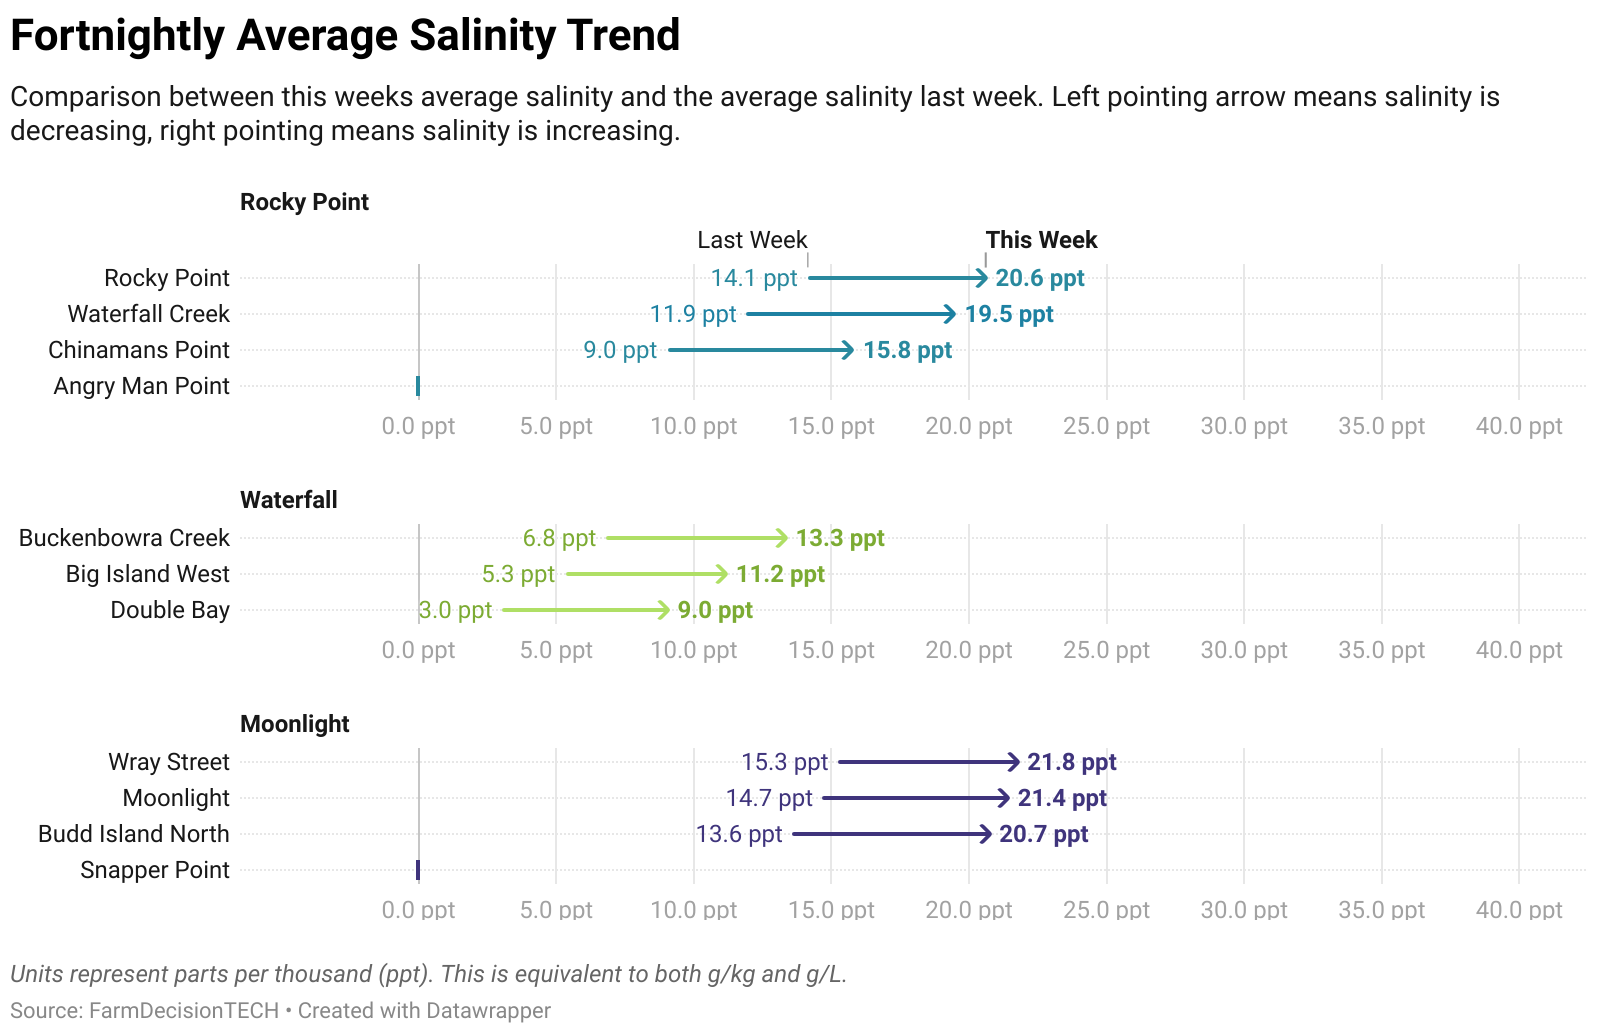 Fortnightly Average Salinity Trend
Comparison between this weeks average salinity and the average salinity last week. Left pointing arrow means salinity is
decreasing, right pointing means salinity is increasing.
Rocky Point
Last Week This Week
Rocky Point 14.1 ppt 20.6 ppt
Waterfall Creek 11.9 ppt 19.5 ppt
Chinamans Point 9.0 ppt 15.8 ppt
Angry Man Point
0.0 ppt 5.0 ppt 10.0 ppt 15.0 ppt 20.0 ppt 25.0 ppt 30.0 ppt 35.0 ppt 40.0 ppt
Waterfall
Buckenbowra Creek 6.8 ppt 13.3 ppt
Big Island West 5.3 ppt 11.2 ppt
Double Bay 3.0 ppt 9.0 ppt
0.0 ppt 5.0 ppt 10.0 ppt 15.0 ppt 20.0 ppt 25.0 ppt 30.0 ppt 35.0 ppt 40.0 ppt
Moonlight
Wray Street 15.3 ppt 21.8 ppt
Moonlight 14.7 ppt 21.4 ppt
Budd Island North 13.6 ppt 20.7 ppt
Snapper Point
0.0 ppt 5.0 ppt 10.0 ppt 15.0 ppt 20.0 ppt 25.0 ppt 30.0 ppt 35.0 ppt 40.0 ppt
Units represent parts per thousand (ppt). This is equivalent to both g/kg and g/L.
Source: FarmDecisionTECH • Created with Datawrapper